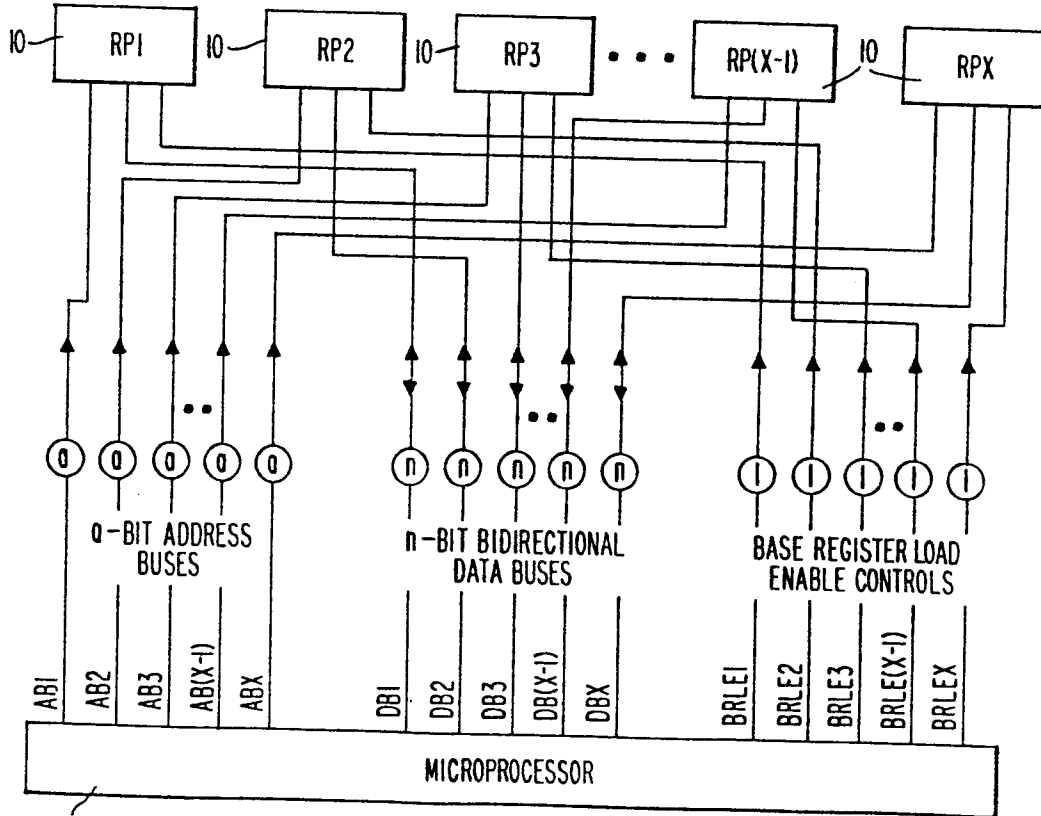 10 RP1 10 RP2 10 RP3 RP(X-1) 10 RPX
a a a a a n n n n n 1 1 1 1 1
a-BIT ADDRESS
BUSES
n-BIT BIDIRECTIONAL
DATA BUSES
BASE REGISTER LOAD
ENABLE CONTROLS
AB1
AB2
AB3
AB(X-1)
ABX
DB1
DB2
DB3
DB(X-1)
DBX
BRLE1
BRLE2
BRLE3
BRLE(X-1)
BRLEX
MICROPROCESSOR